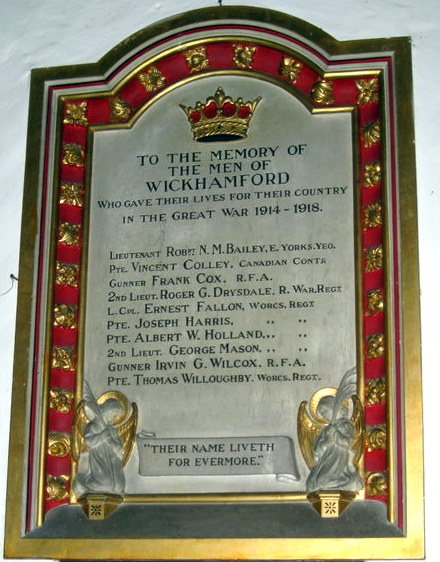 TO THE MEMORY OF
THE MEN OF
WICKHAMFORD
WHO GAVE THEIR LIVES FOR THEIR COUNTRY
IN THE GREAT WAR 1914 - 1918.
LIEUTENANT ROBT N. M. BAILEY, E. YORKS. YEO.
PTE. VINCENT COLLEY, CANADIAN CONTS
GUNNER FRANK COX, R.F.A.
2ND LIEUT. ROGER G. DRYSDALE, R. WAR. REGT.
L. CPL. ERNEST FALLON, WORCS. REGT.
PTE. JOSEPH HARRIS, " "
PTE. ALBERT W. HOLLAND, " "
2ND LIEUT. GEORGE MASON, " "
GUNNER IRVIN G. WILCOX, R.F.A.
PTE. THOMAS WILLOUGHBY, WORCS. REGT.
"THEIR NAME LIVETH
FOR EVERMORE."